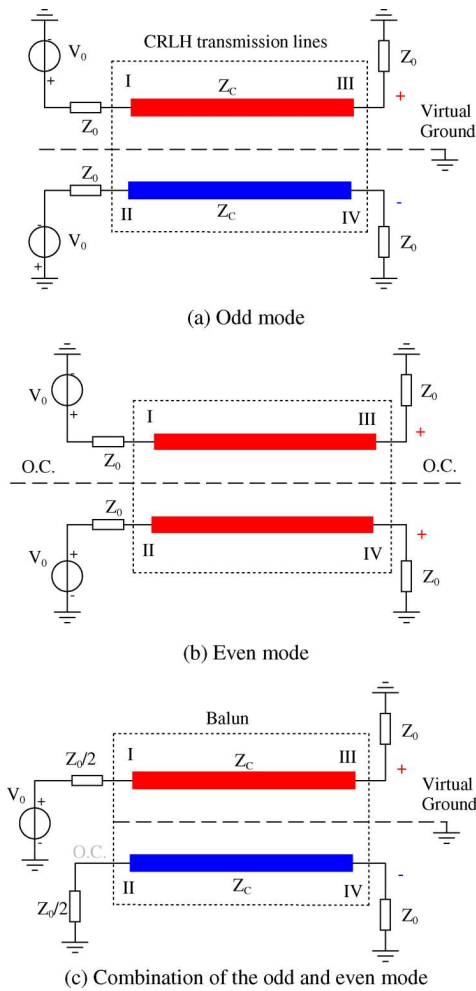 CRLH transmission lines
V0
-
+
Z0
I
ZC
III
Z0
+
Virtual
Ground
Z0
V0
-
+
II
ZC
IV
-
Z0
(a) Odd mode
V0
-
+
Z0
I
III
Z0
+
O.C.
O.C.
Z0
V0
+
-
II
IV
+
Z0
(b) Even mode
Balun
Z0/2
V0
+
-
I
ZC
III
Z0
+
Virtual
Ground
O.C.
Z0/2
II
ZC
IV
-
Z0
(c) Combination of the odd and even mode